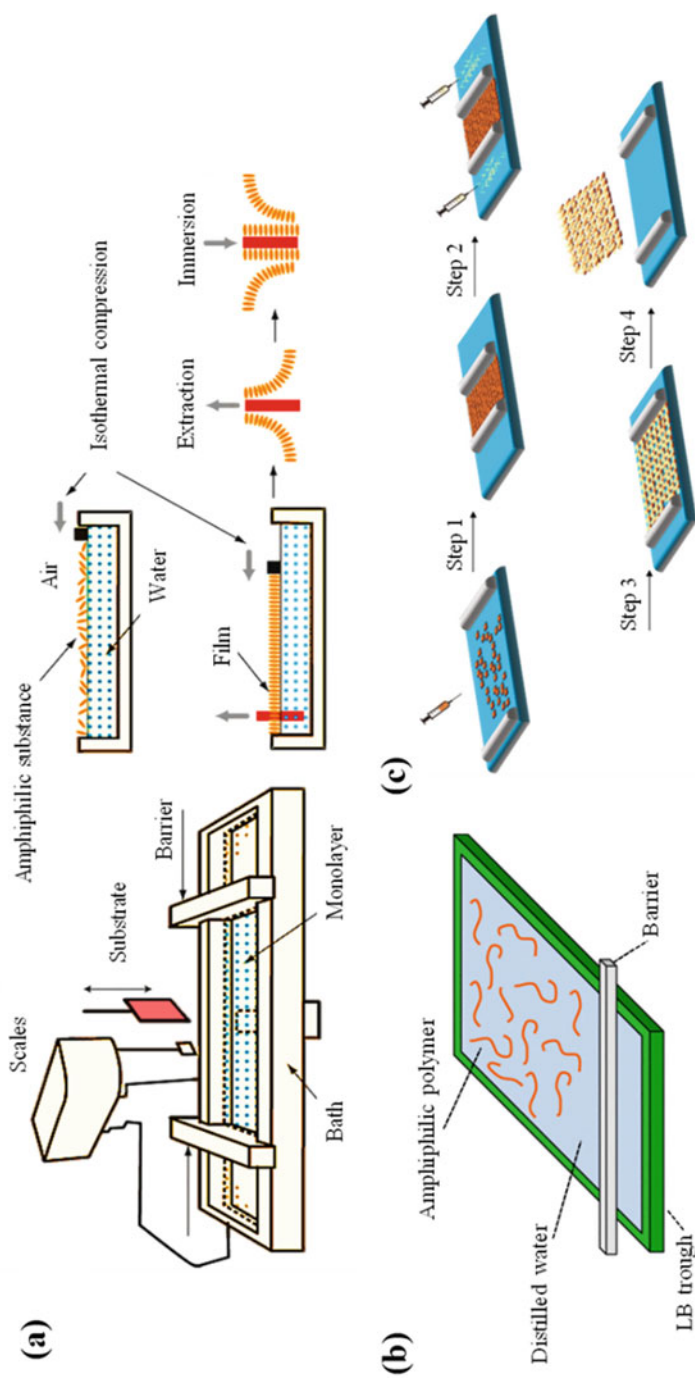 (a)
Scales
Substrate
Barrier
Monolayer
Bath
Amphiphilic substance
Air
Water
Isothermal compression
Film
Extraction
Immersion
(b)
Amphiphilic polymer
Distilled water
Barrier
LB trough
(c)
Step 1
Step 2
Step 3
Step 4